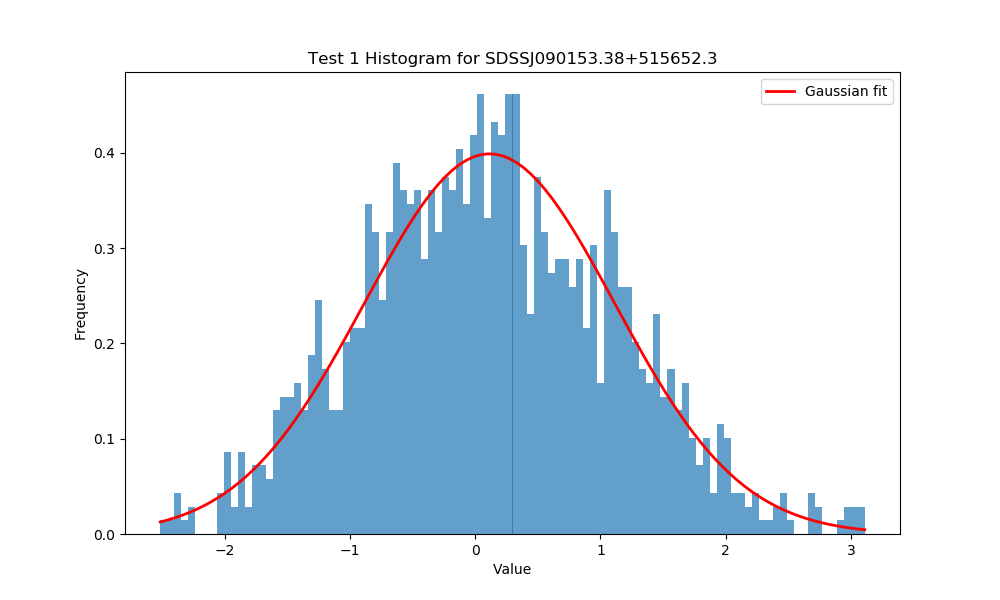 Test 1 Histogram for SDSSJ090153.38+515652.3
Gaussian fit
Frequency
0.4
0.3
0.2
0.1
0.0
−2 −1 0 1 2 3
Value